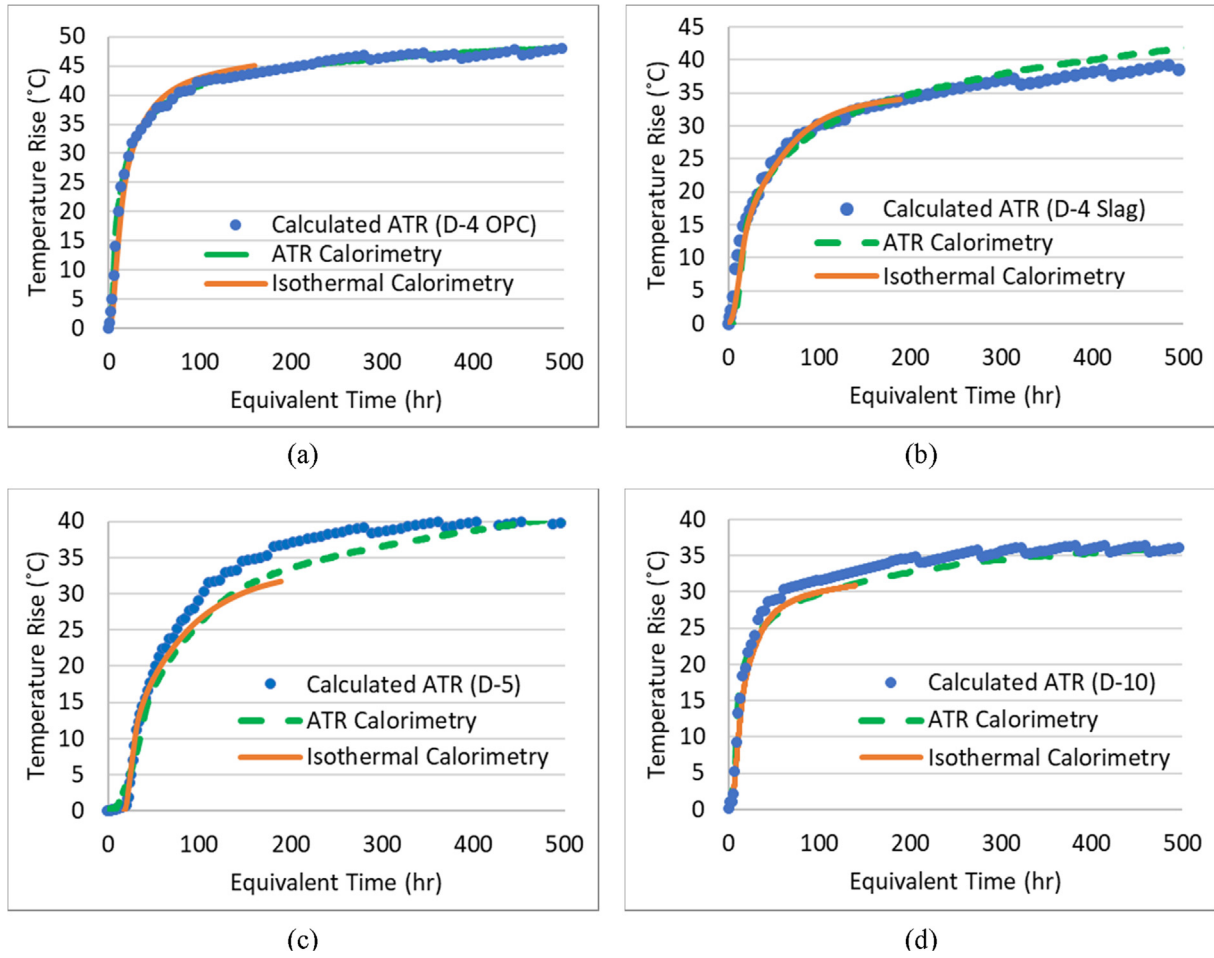 Temperature Rise (˚C)
50
45
40
35
30
25
20
15
10
5
0
Calculated ATR (D-4 OPC)
ATR Calorimetry
Isothermal Calorimetry
0 100 200 300 400 500
Equivalent Time (hr)
(a)
Temperature Rise (˚C)
45
40
35
30
25
20
15
10
5
0
Calculated ATR (D-4 Slag)
ATR Calorimetry
Isothermal Calorimetry
0 100 200 300 400 500
Equivalent Time (hr)
(b)
Temperature Rise (˚C)
40
35
30
25
20
15
10
5
0
Calculated ATR (D-5)
ATR Calorimetry
Isothermal Calorimetry
0 100 200 300 400 500
Equivalent Time (hr)
(c)
Temperature Rise (˚C)
40
35
30
25
20
15
10
5
0
Calculated ATR (D-10)
ATR Calorimetry
Isothermal Calorimetry
0 100 200 300 400 500
Equivalent Time (hr)
(d)